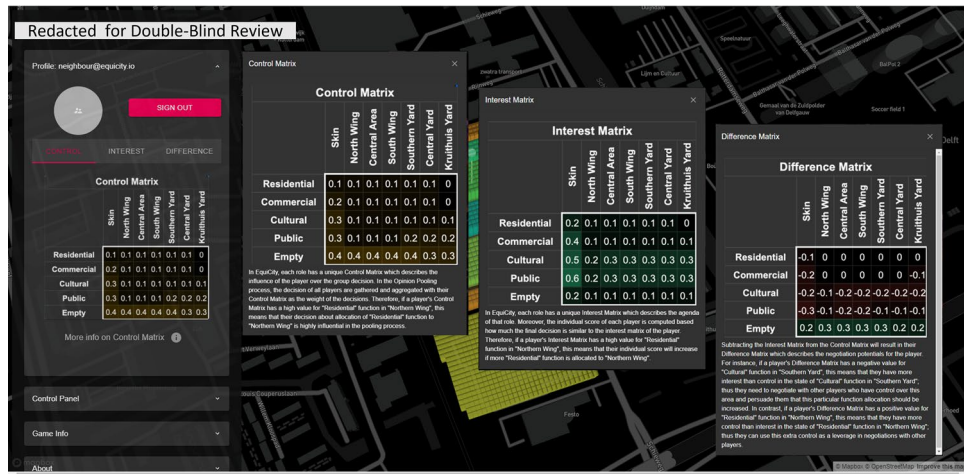 Redacted for Double-Blind Review
Profile: neighbour@equicity.io
SIGN OUT
CONTROL INTEREST DIFFERENCE
Control Matrix
Skin North Wing Central Area South Wing Southern Yard Central Yard Kruithuis Yard
Residential 0.1 0.1 0.1 0.1 0.1 0.1 0
Commercial 0.2 0.1 0.1 0.1 0.1 0.1 0
Cultural 0.3 0.1 0.1 0.1 0.1 0.1 0.1
Public 0.3 0.1 0.1 0.1 0.2 0.2 0.2
Empty 0.4 0.4 0.4 0.4 0.4 0.3 0.3
More info on Control Matrix
Control Panel
Game Info
About
Control Matrix
Control Matrix
Skin North Wing Central Area South Wing Southern Yard Central Yard Kruithuis Yard
Residential 0.1 0.1 0.1 0.1 0.1 0.1 0
Commercial 0.2 0.1 0.1 0.1 0.1 0.1 0
Cultural 0.3 0.1 0.1 0.1 0.1 0.1 0.1
Public 0.3 0.1 0.1 0.1 0.2 0.2 0.2
Empty 0.4 0.4 0.4 0.4 0.4 0.3 0.3
In EquiCity, each role has a unique Control Matrix which describes the
influence of the player over the group decision. In the Opinion Pooling
process, the decision of all players are gathered and aggregated with their
Control Matrix as the weight of the decisions. Therefore, if a player's Control
Matrix has a high value for "Residential" function in "Northern Wing", this
means that their decision about allocation of "Residential" function to
"Northern Wing" is highly influential in the pooling process.
Interest Matrix
Interest Matrix
Skin North Wing Central Area South Wing Southern Yard Central Yard Kruithuis Yard
Residential 0.2 0.1 0.1 0.1 0.1 0.1 0
Commercial 0.4 0.1 0.1 0.1 0.1 0.1 0.1
Cultural 0.5 0.2 0.3 0.3 0.3 0.3 0.3
Public 0.6 0.2 0.3 0.3 0.3 0.3 0.3
Empty 0.2 0.1 0.1 0.1 0.1 0.1 0.1
In EquiCity, each role has a unique Interest Matrix which describes the agenda
of that role. Moreover, the individual score of each player is computed based
how much the final decision is similar to the interest matrix of the player.
Therefore, if a player's Interest Matrix has a high value for "Residential"
function in "Northern Wing", this means that their individual score will increase
if more "Residential" function is allocated to "Northern Wing".
Difference Matrix
Difference Matrix
Skin North Wing Central Area South Wing Southern Yard Central Yard Kruithuis Yard
Residential -0.1 0 0 0 0 0 0
Commercial -0.2 0 0 0 0 0 -0.1
Cultural -0.2 -0.1 -0.2 -0.2 -0.2 -0.2 -0.2
Public -0.3 -0.1 -0.2 -0.2 -0.1 -0.1 -0.1
Empty 0.2 0.3 0.3 0.3 0.3 0.2 0.2
Subtracting the Interest Matrix from the Control Matrix will result in their
Difference Matrix which describes the negotiation potentials for the player.
For instance, if a player's Difference Matrix has a negative value for
"Cultural" function in "Southern Yard", this means that they have more
interest than control in the state of "Cultural" function in "Southern Yard";
thus they need to negotiate with other players who have control over this
area and persuade them that this particular function allocation should be
increased. In contrast, if a player's Difference Matrix has a positive value for
"Residential" function in "Northern Wing", this means that they have more
control than interest in the state of "Residential" function in "Northern Wing";
thus they can use this extra control as a leverage in negotiations with other
players.
Speelnatuur
BalPol 2
Lijm en Cultuur
Gemaal van de Zuidpolder
van Delfgauw
Soccer field 1
Delft
Festa
© Mapbox © OpenStreetMap Improve this map